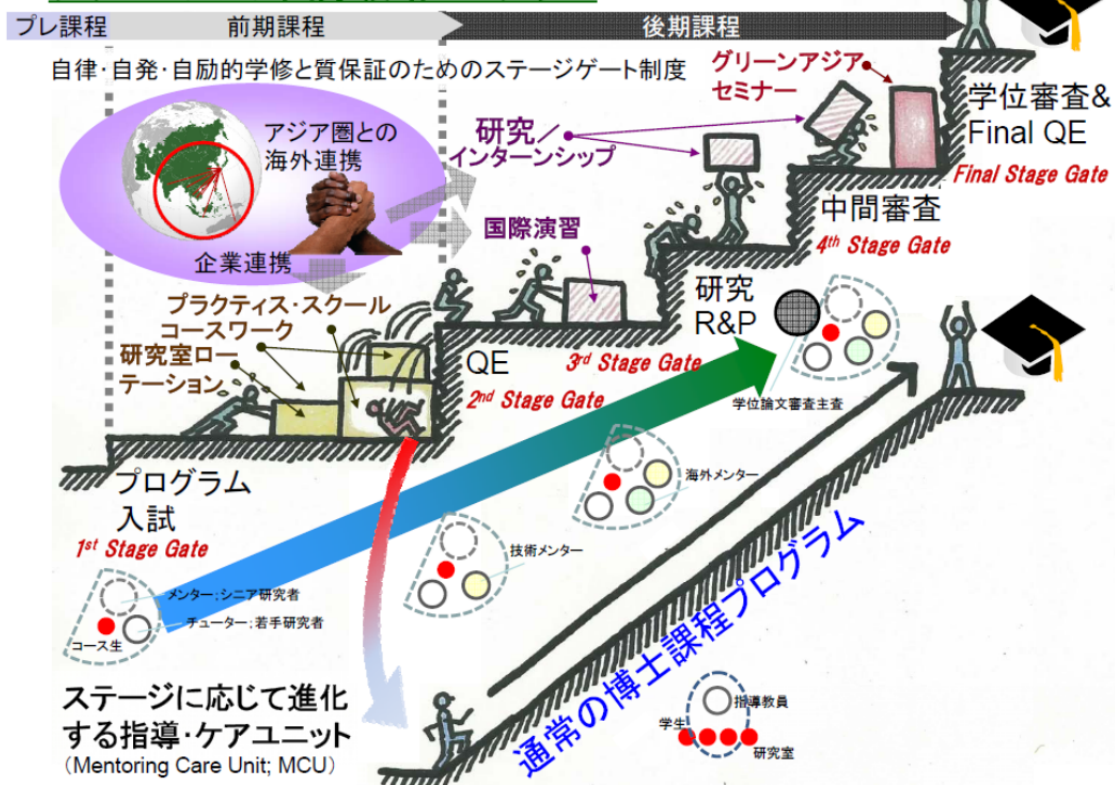 プレ課程
前期課程
後期課程
自律・自発・自励的学修と質保証のためのステージゲート制度
アジア圏との
海外連携
企業連携
研究／
インターンシップ
グリーンアジア
セミナー
学位審査&
Final QE
Final Stage Gate
中間審査
4th Stage Gate
国際演習
プラクティス・スクール
コースワーク
研究室ロー
テーション
研究
R&P
3rd Stage Gate
QE
2nd Stage Gate
学位論文審査主査
プログラム
入試
1st Stage Gate
海外メンター
技術メンター
メンター;シニア研究者
チューター;若手研究者
コース生
ステージに応じて進化
する指導・ケアユニット
(Mentoring Care Unit; MCU)
通常の博士課程プログラム
指導教員
学生
研究室